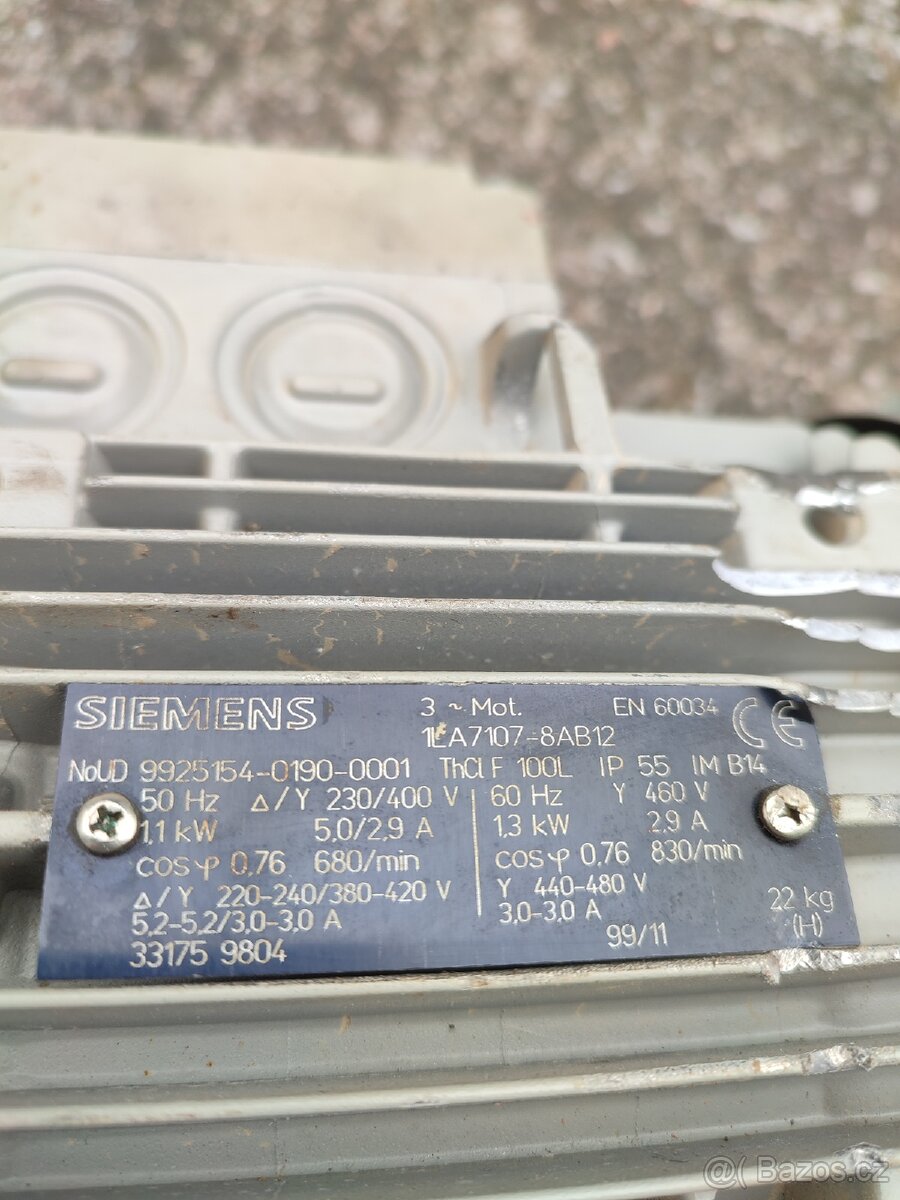 SIEMENS 3 ~ Mot. EN 60034 CE
1LA7107-8AB12
NoUD 9925154-0190-0001 ThCl F 100L IP 55 IM B14
50 Hz Δ/Y 230/400 V 60 Hz Y 460 V
1,1 kW 5,0/2,9 A 1.3 kW 2.9 A
cosφ 0,76 680/min cosφ 0,76 830/min
Δ/Y 220-240/380-420 V Y 440-480 V
5,2-5,2/3,0-3,0 A 3,0-3,0 A 22 kg
33175 9804 99/11 (H)
@( Bazos.cz